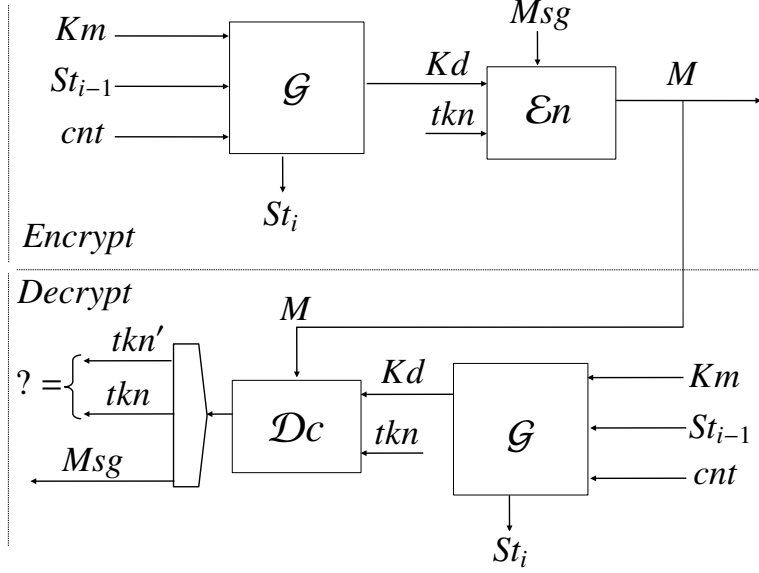 Msg
Km
Kd
M
St_{i−1}
𝒢
ℰn
tkn
cnt
St_i
Encrypt
Decrypt
M
tkn′
Kd
Km
? =
tkn
𝒟c
tkn
𝒢
St_{i−1}
Msg
cnt
St_i